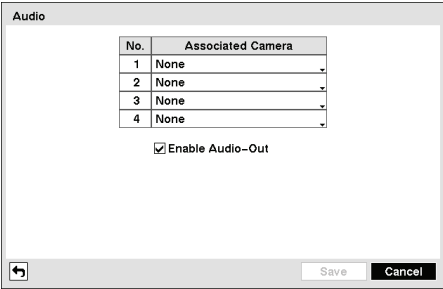 Audio
No. Associated Camera
1 None
2 None
3 None
4 None
Enable Audio-Out
Save Cancel